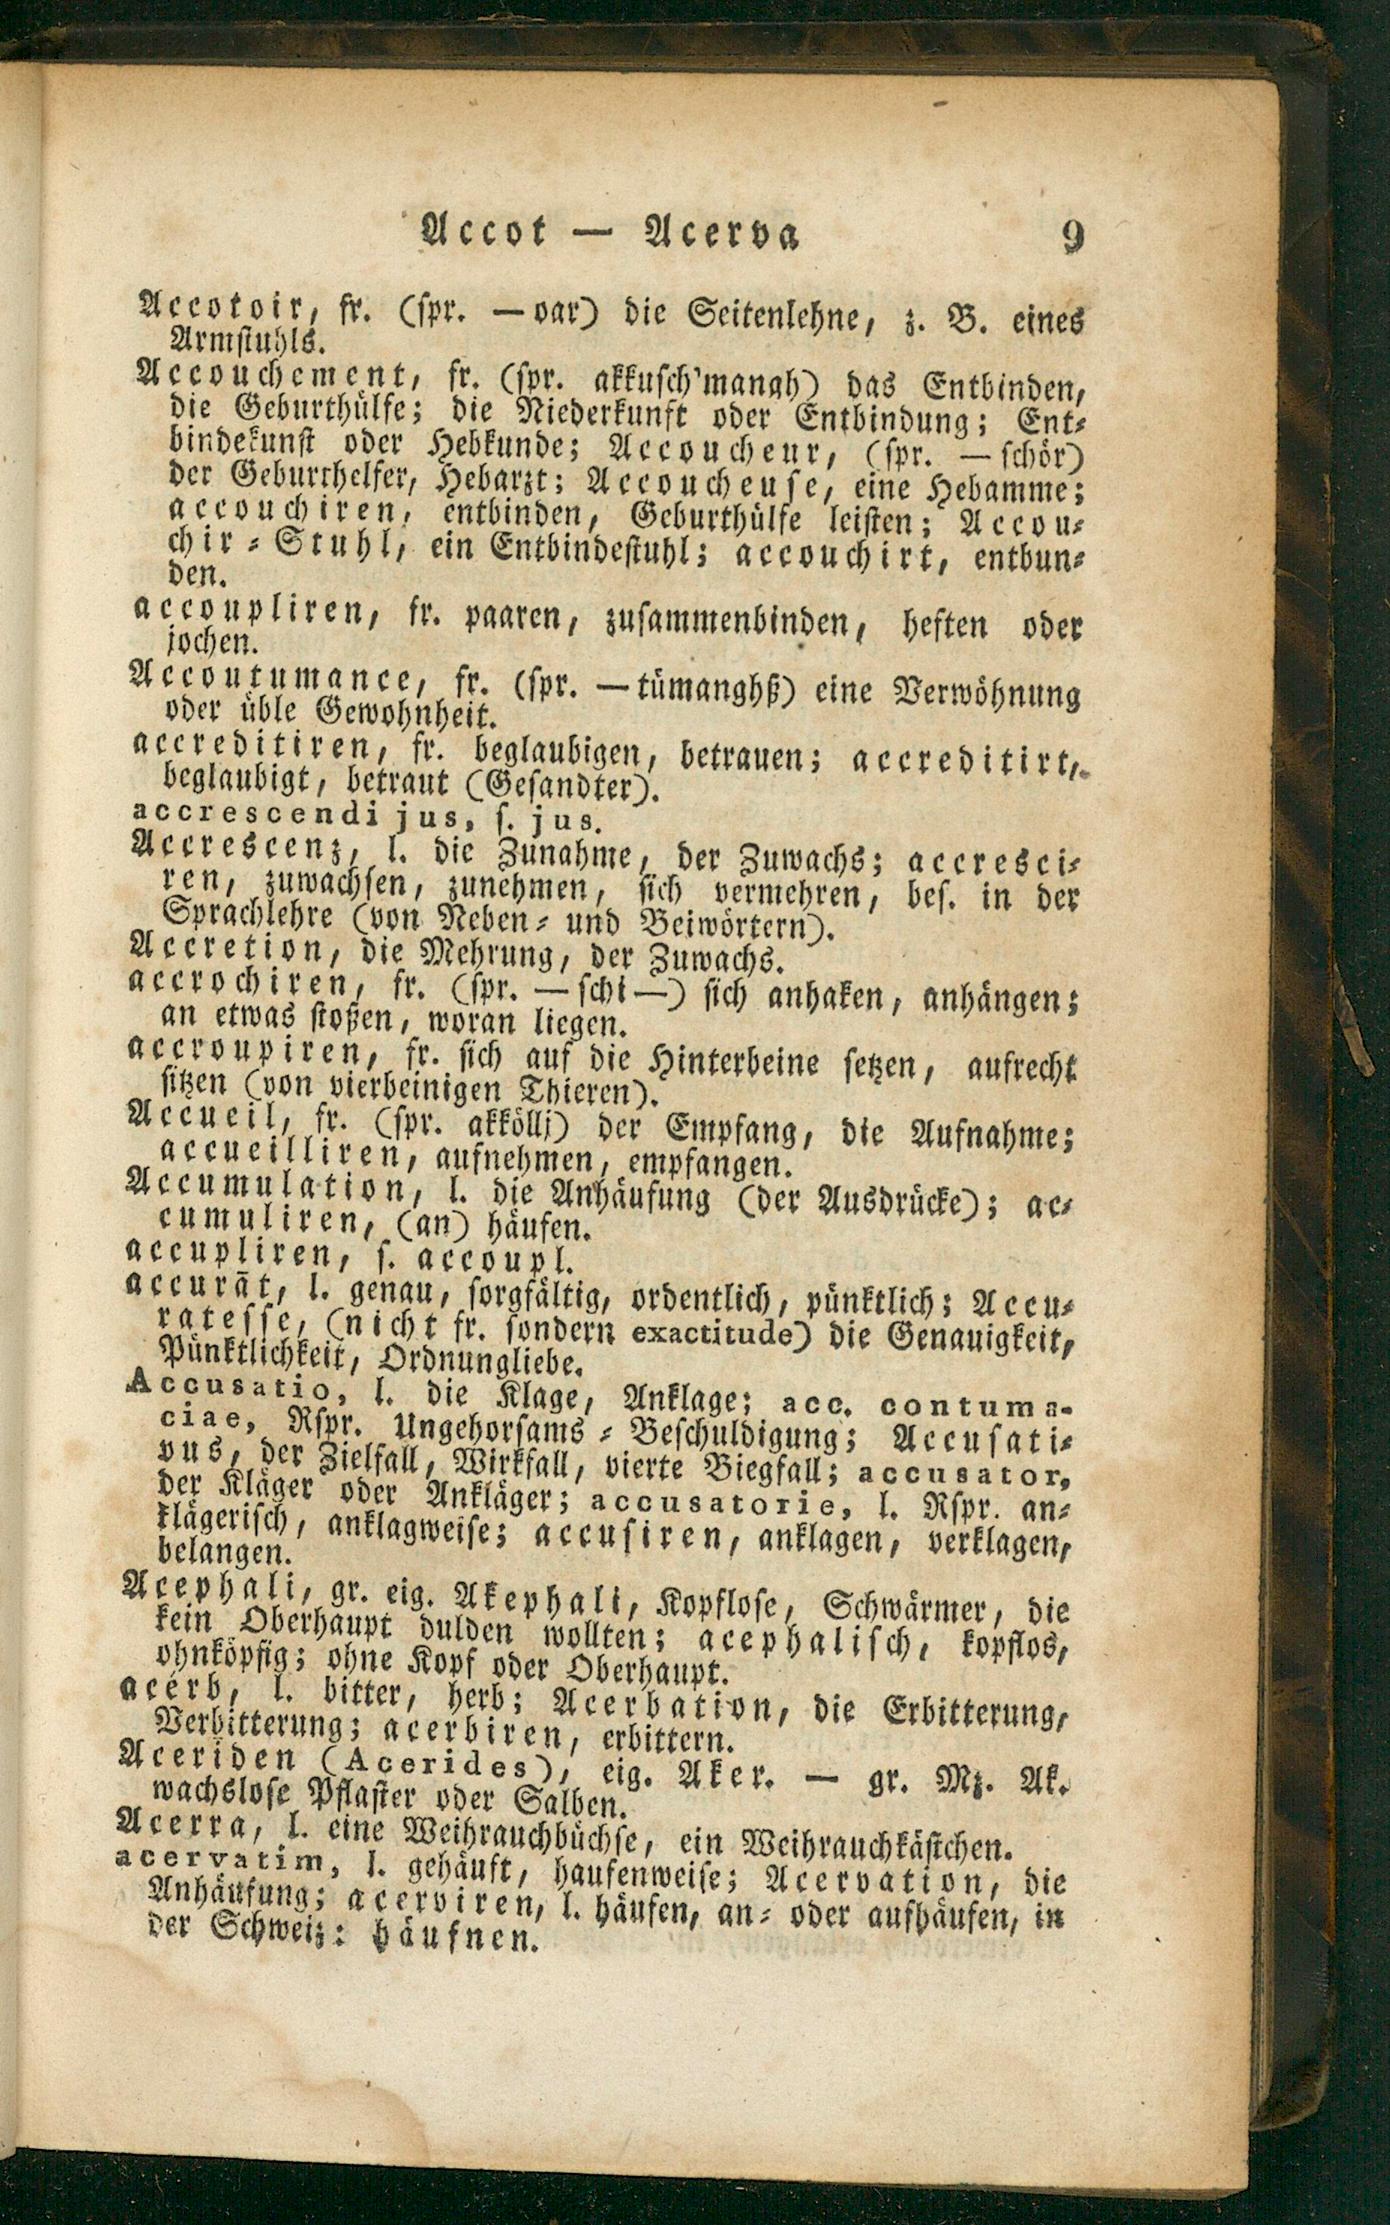 Accot — Acerva 9
Accotoir, fr. (spr. — oar) die Seitenlehne, z. B. eines
Armstuhls.
Accouchement, fr. (spr. akkusch'mangh) das Entbinden,
die Geburthülfe; die Niederkunft oder Entbindung; Ent-
bindekunst oder Hebkunde; Accoucheur, (spr. — schör)
der Geburthelfer, Hebarzt; Accoucheuse, eine Hebamme;
accouchiren, entbinden, Geburthülfe leisten; Accou-
chir-Stuhl, ein Entbindestuhl; accouchirt, entbun-
den.
accoupliren, fr. paaren, zusammenbinden, heften oder
jochen.
Accoutumance, fr. (spr. — tümanghß) eine Verwöhnung
oder üble Gewohnheit.
accreditiren, fr. beglaubigen, betrauen; accreditirt,
beglaubigt, betraut (Gesandter).
accrescendi jus, s. jus.
Accrescenz, l. die Zunahme, der Zuwachs; accresci-
ren, zuwachsen, zunehmen, sich vermehren, bes. in der
Sprachlehre (von Neben- und Beiwörtern).
Accretion, die Mehrung, der Zuwachs.
accrochiren, fr. (spr. — schi —) sich anhaken, anhängen;
an etwas stoßen, woran liegen.
accroupiren, fr. sich auf die Hinterbeine setzen, aufrecht
sitzen (von vierbeinigen Thieren).
Accueil, fr. (spr. akkölj) der Empfang, die Aufnahme;
accueilliren, aufnehmen, empfangen.
Accumulation, l. die Anhäufung (der Ausdrücke); ac-
cumuliren, (an) häufen.
accupliren, s. accoupl.
accurāt, l. genau, sorgfältig, ordentlich, pünktlich; Accu-
ratesse, (nicht fr. sondern exactitude) die Genauigkeit,
Pünktlichkeit, Ordnungliebe.
Accusatio, l. die Klage, Anklage; acc. contuma-
ciae, Rspr. Ungehorsams-Beschuldigung; Accusati-
vus, der Zielfall, Wirkfall, vierte Biegfall; accusator,
der Kläger oder Ankläger; accusatorie, l. Rspr. an-
klägerisch, anklagweise; accusiren, anklagen, verklagen,
belangen.
Acephali, gr. eig. Akephali, Kopflose, Schwärmer, die
kein Oberhaupt dulden wollten; acephalisch, kopflos,
ohnköpfig; ohne Kopf oder Oberhaupt.
acérb, l. bitter, herb; Acerbation, die Erbitterung,
Verbitterung; acerbiren, erbittern.
Aceriden (Acerides), eig. Aker. — gr. Mz. Ak.
wachslose Pflaster oder Salben.
Acerra, l. eine Weihrauchbüchse, ein Weihrauchkästchen.
acervatim, l. gehäuft, haufenweise; Acervation, die
Anhäufung; acerviren, l. häufen, an- oder aufhäufen, in
der Schweiz: häufnen.